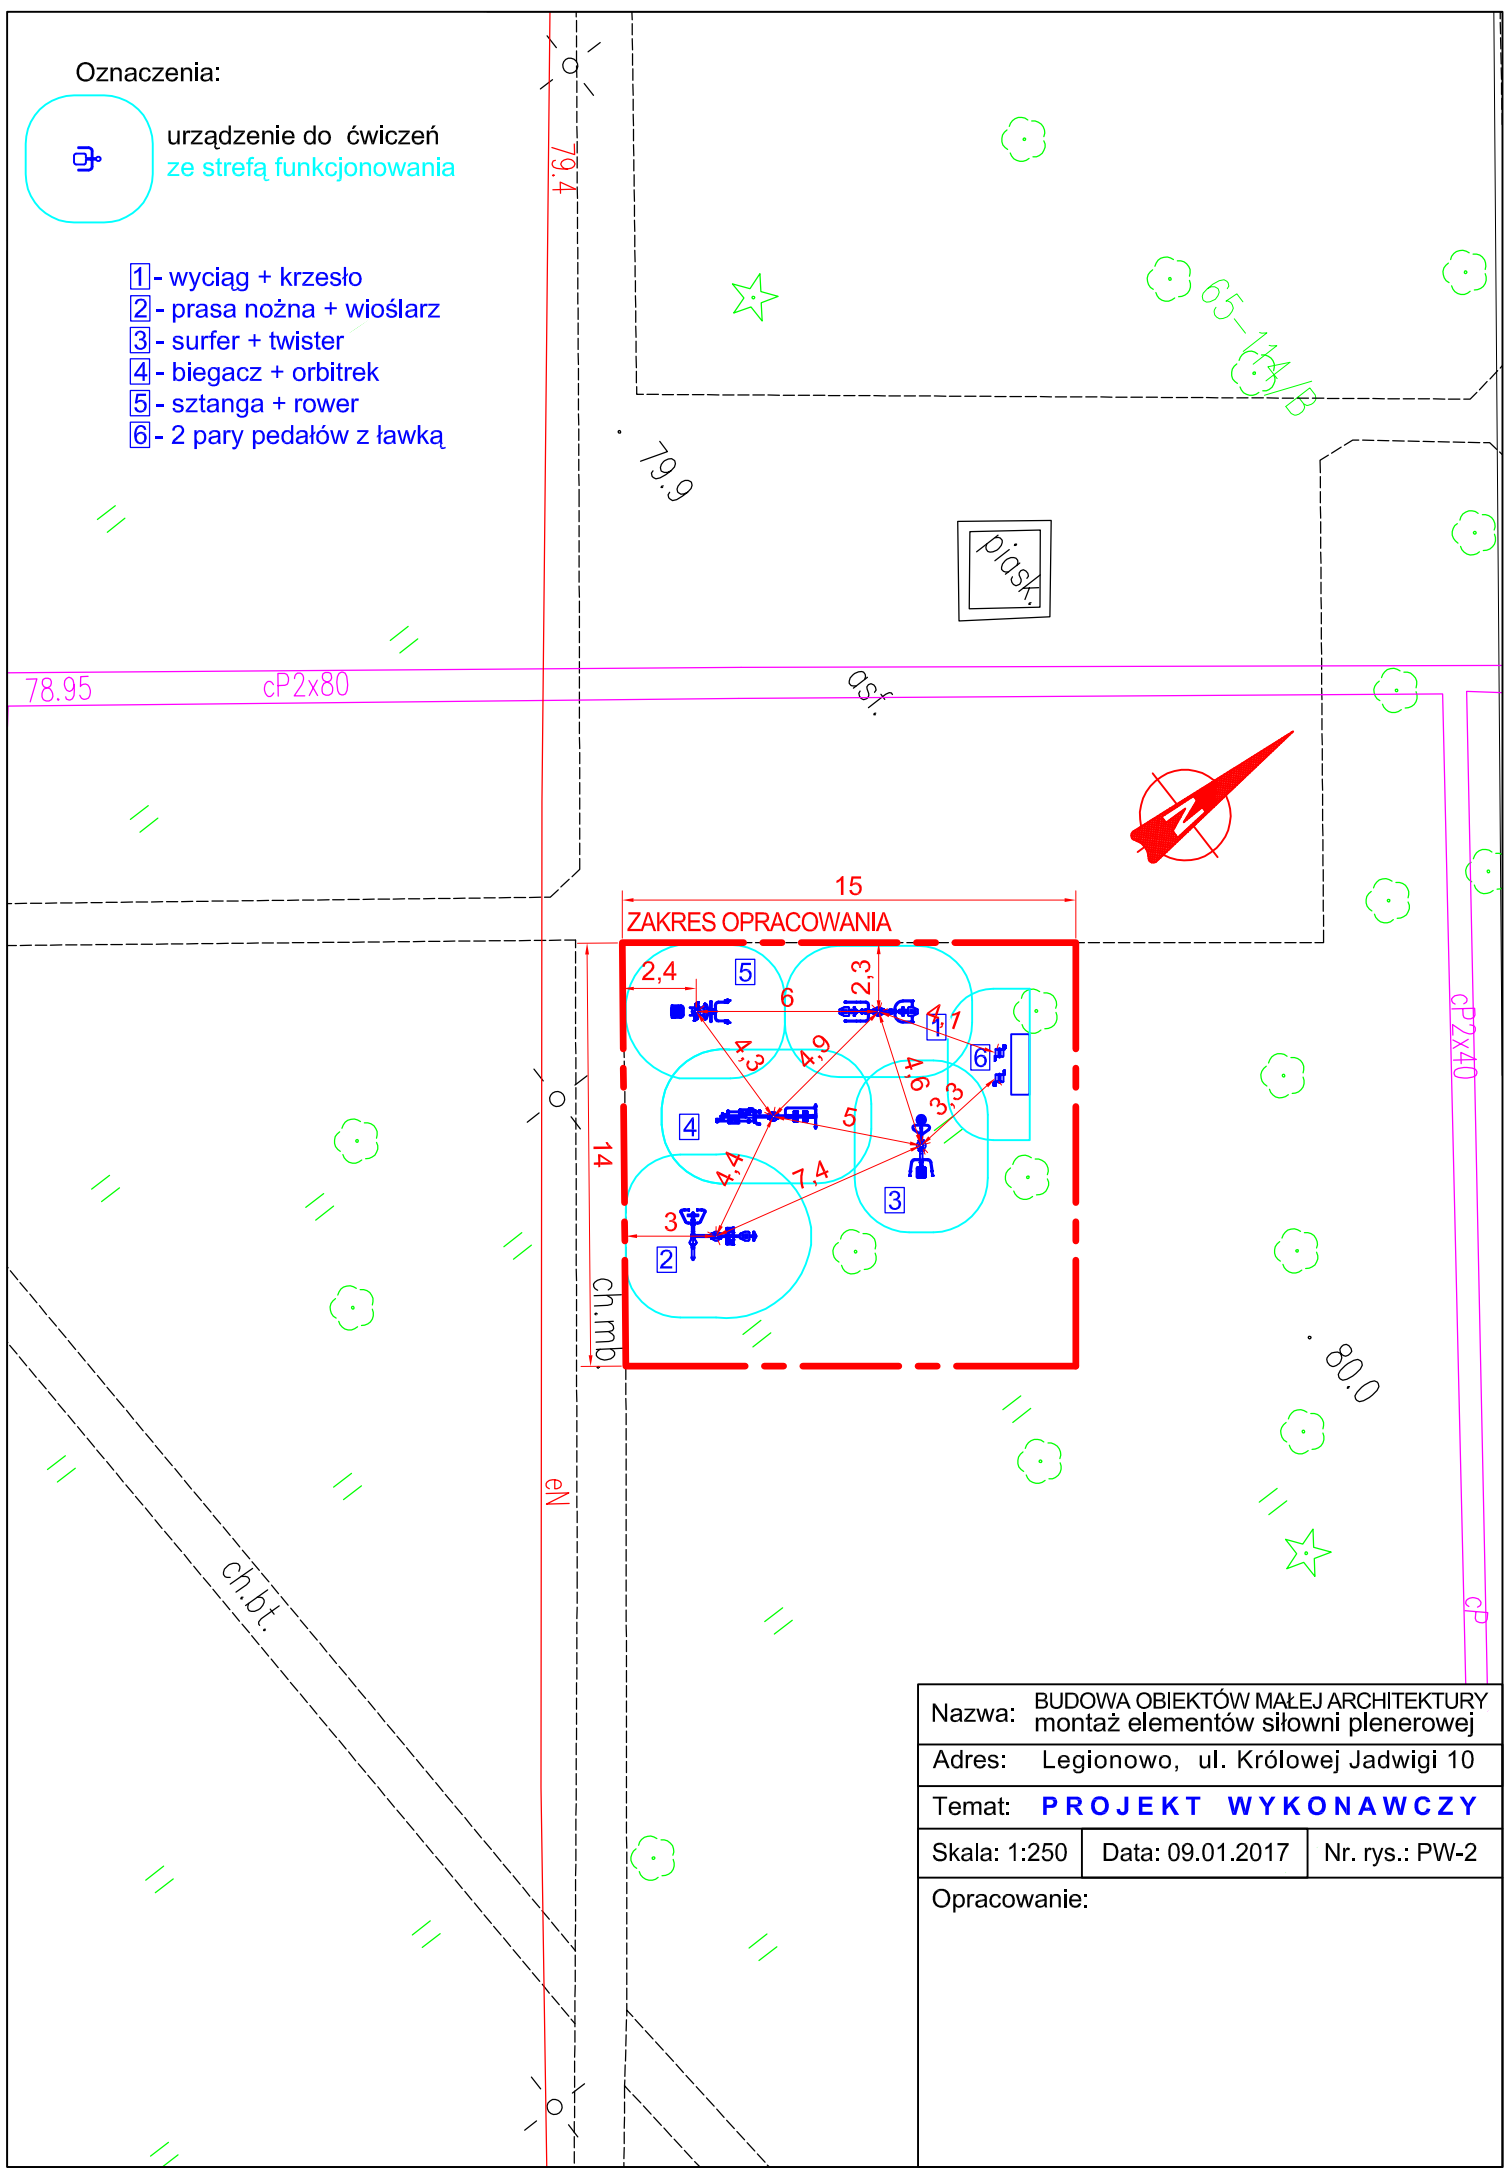 Oznaczenia:
urządzenie do ćwiczeń
ze strefą funkcjonowania
1 - wyciąg + krzesło
2 - prasa nożna + wioślarz
3 - surfer + twister
4 - biegacz + orbitrek
5 - sztanga + rower
6 - 2 pary pedałów z ławką
79.4
65-114/B
79.9
piask.
78.95
cP2x80
asf.
N
15
ZAKRES OPRACOWANIA
2,4
5
6
2,3
4,1
1
6
4,3
4,9
4,6
3,3
cP2x40
4
5
14
4,4
7,4
3
3
2
ch.mb.
80.0
eN
ch.bt.
cP
Nazwa: BUDOWA OBIEKTÓW MAŁEJ ARCHITEKTURY
montaż elementów siłowni plenerowej
Adres: Legionowo, ul. Królowej Jadwigi 10
Temat: PROJEKT WYKONAWCZY
Skala: 1:250 Data: 09.01.2017 Nr. rys.: PW-2
Opracowanie: